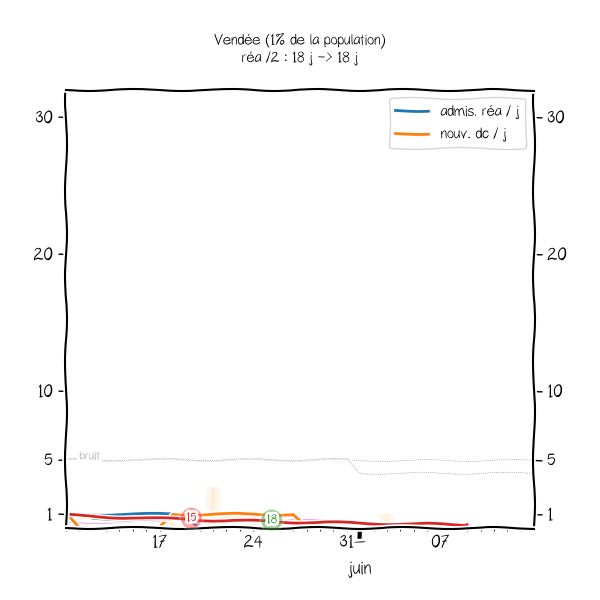 Vendée (1% de la population)
réa /2 : 18 j -> 18 j
admis. réa / j
nouv. dc / j
30
30
20
20
10
10
5
bruit
5
1
15
18
1
17
24
31
07
juin